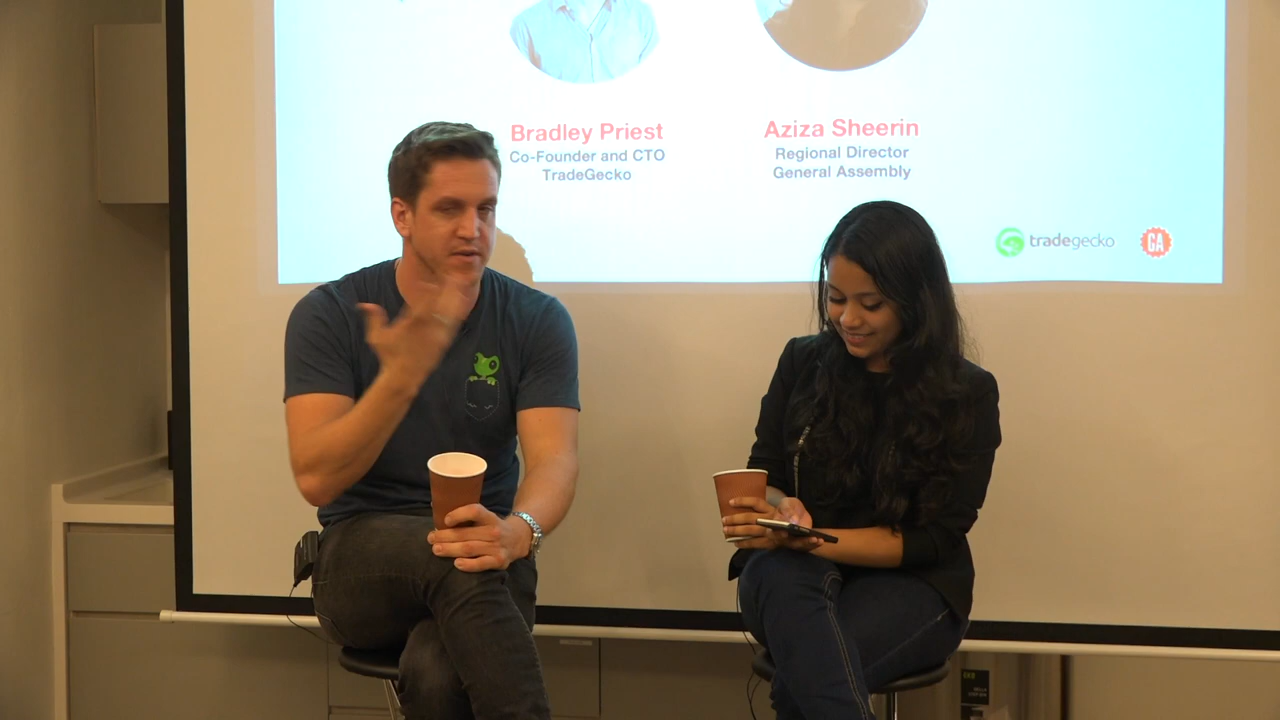 Bradley Priest
Co-Founder and CTO
TradeGecko
Aziza Sheerin
Regional Director
General Assembly
tradegecko
GA